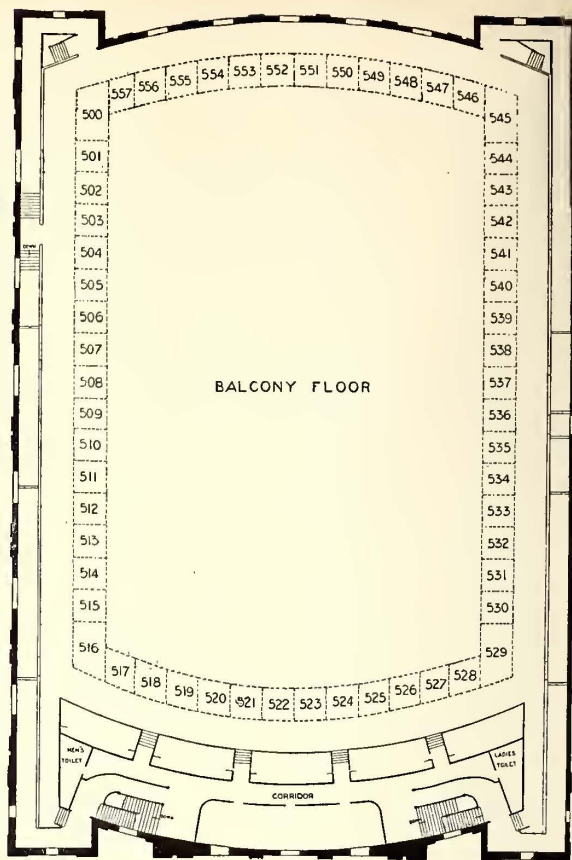 557 556 555 554 553 552 551 550 549 548 547 546
500 545
501 544
502 543
503 542
504 541
DOWN
505 540
506 539
507 538
508 537
BALCONY FLOOR
509 536
510 535
511 534
512 533
513 532
514 531
515 530
516 529
517 518 519 520 521 522 523 524 525 526 527 528
MEN'S
TOILET
LADIES
TOILET
CORRIDOR
DOWN
DOWN